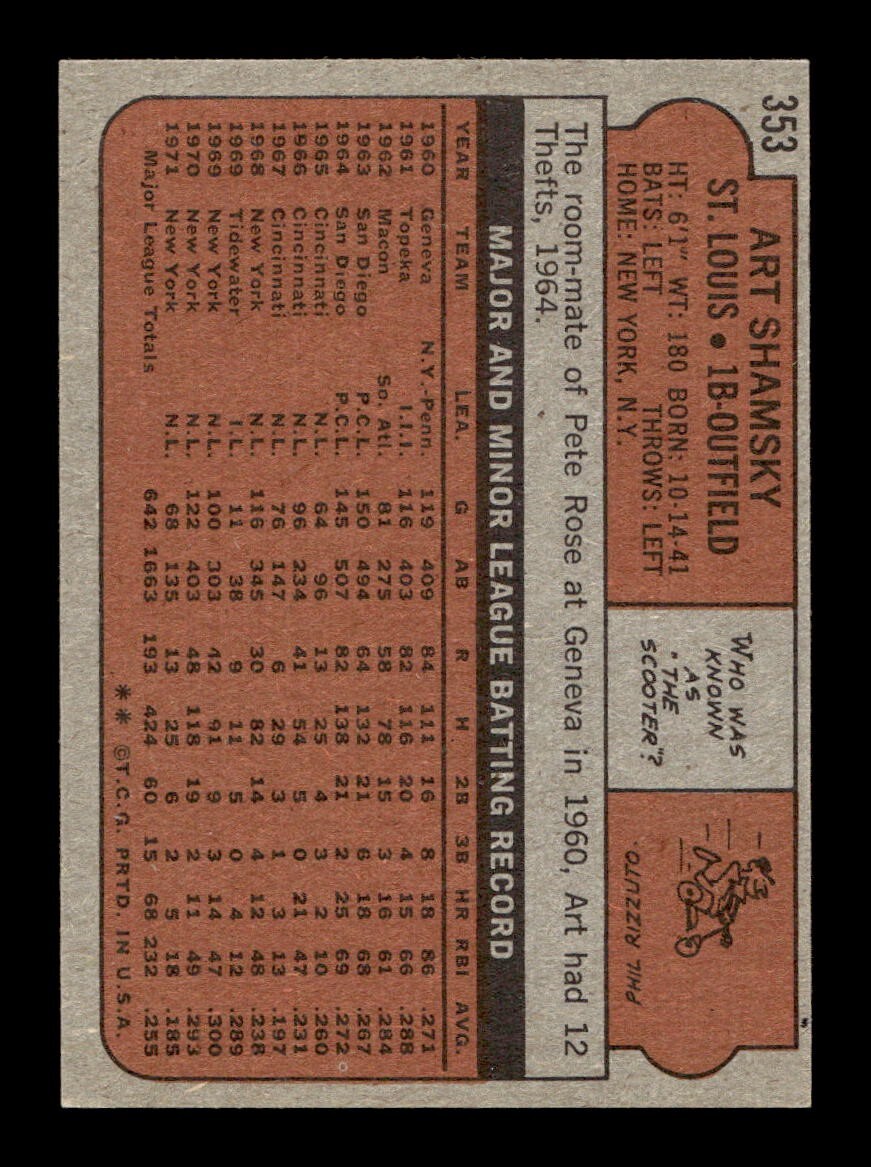 353
ART SHAMSKY
ST. LOUIS • 1B-OUTFIELD
HT: 6'1" WT: 180 BORN: 10-14-41
BATS: LEFT THROWS: LEFT
HOME: NEW YORK, N.Y.
WHO WAS
KNOWN
AS
"THE
SCOOTER"?
PHIL RIZZUTO.
The room-mate of Pete Rose at Geneva in 1960, Art had 12
Thefts, 1964.
MAJOR AND MINOR LEAGUE BATTING RECORD
YEAR TEAM LEA. G AB R H 2B 3B HR RBI AVG.
1960 Geneva N.Y.-Penn. 119 409 84 111 16 8 18 86 .271
1961 Topeka I.I.I. 116 403 82 116 20 4 15 66 .288
1962 Macon So. Atl. 81 275 58 78 15 3 16 61 .284
1963 San Diego P.C.L. 150 494 64 132 21 6 18 68 .267
1964 San Diego P.C.L. 145 507 82 138 21 2 25 69 .272
1965 Cincinnati N.L. 64 96 13 25 4 3 2 10 .260
1966 Cincinnati N.L. 96 234 41 54 5 0 21 47 .231
1967 Cincinnati N.L. 76 147 6 29 3 1 3 13 .197
1968 New York N.L. 116 345 30 82 14 4 12 48 .238
1969 Tidewater I.L. 11 38 9 11 5 0 4 12 .289
1969 New York N.L. 100 303 42 91 9 3 14 47 .300
1970 New York N.L. 122 403 48 118 19 2 11 49 .293
1971 New York N.L. 68 135 13 25 6 2 5 18 .185
Major League Totals 642 1663 193 424 60 15 68 232 .255
** ©T.C.G. PRTD. IN U.S.A.